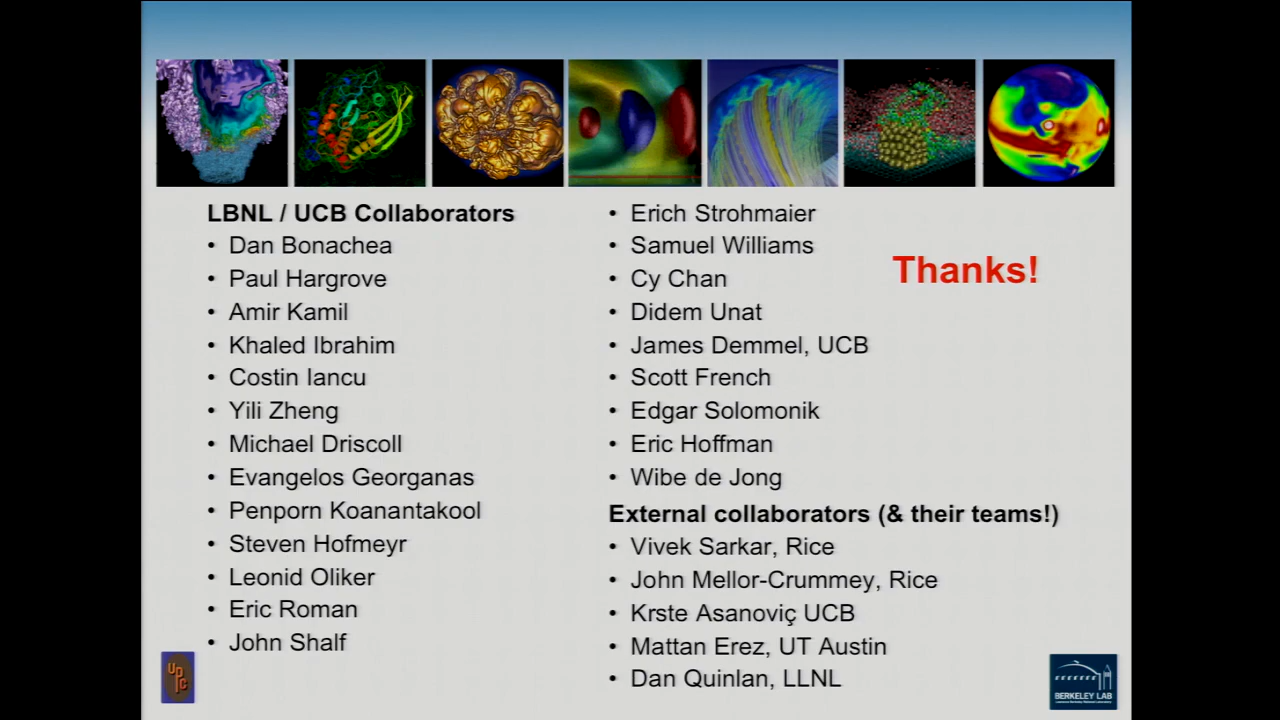 LBNL / UCB Collaborators
• Dan Bonachea
• Paul Hargrove
• Amir Kamil
• Khaled Ibrahim
• Costin Iancu
• Yili Zheng
• Michael Driscoll
• Evangelos Georganas
• Penporn Koanantakool
• Steven Hofmeyr
• Leonid Oliker
• Eric Roman
• John Shalf
• Erich Strohmaier
• Samuel Williams
• Cy Chan
• Didem Unat
• James Demmel, UCB
• Scott French
• Edgar Solomonik
• Eric Hoffman
• Wibe de Jong
External collaborators (& their teams!)
• Vivek Sarkar, Rice
• John Mellor-Crummey, Rice
• Krste Asanoviç UCB
• Mattan Erez, UT Austin
• Dan Quinlan, LLNL
Thanks!
UPC
BERKELEY LAB